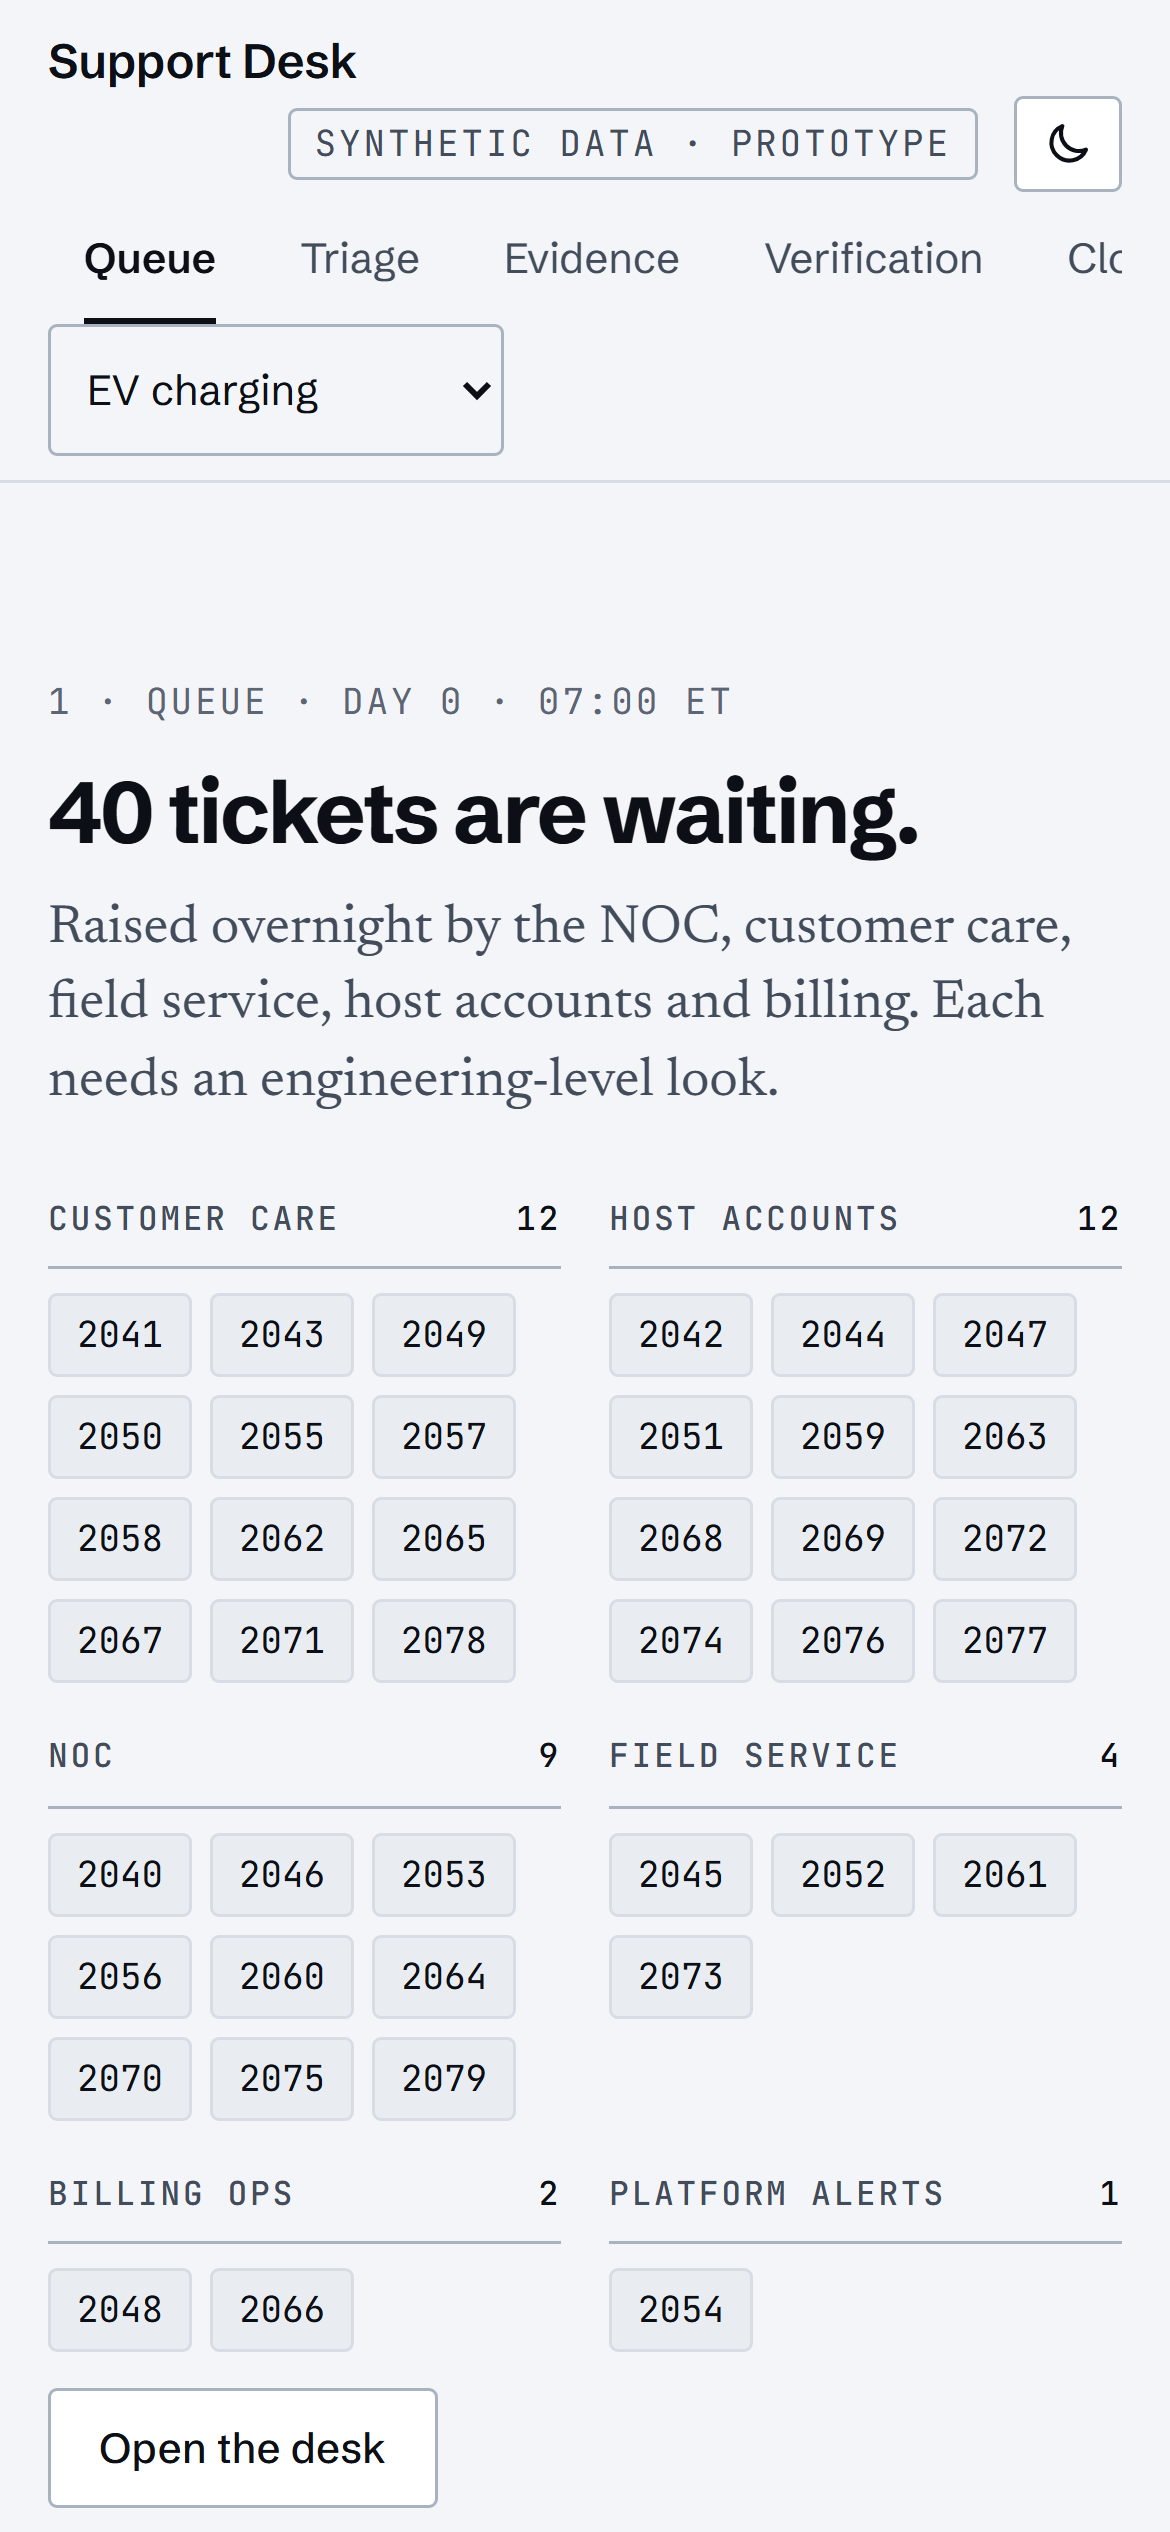 Support Desk
SYNTHETIC DATA · PROTOTYPE
Queue Triage Evidence Verification Clo
EV charging
1 · QUEUE · DAY 0 · 07:00 ET
40 tickets are waiting.
Raised overnight by the NOC, customer care,
field service, host accounts and billing. Each
needs an engineering-level look.
CUSTOMER CARE 12
2041 2043 2049
2050 2055 2057
2058 2062 2065
2067 2071 2078
HOST ACCOUNTS 12
2042 2044 2047
2051 2059 2063
2068 2069 2072
2074 2076 2077
NOC 9
2040 2046 2053
2056 2060 2064
2070 2075 2079
FIELD SERVICE 4
2045 2052 2061
2073
BILLING OPS 2
2048 2066
PLATFORM ALERTS 1
2054
Open the desk